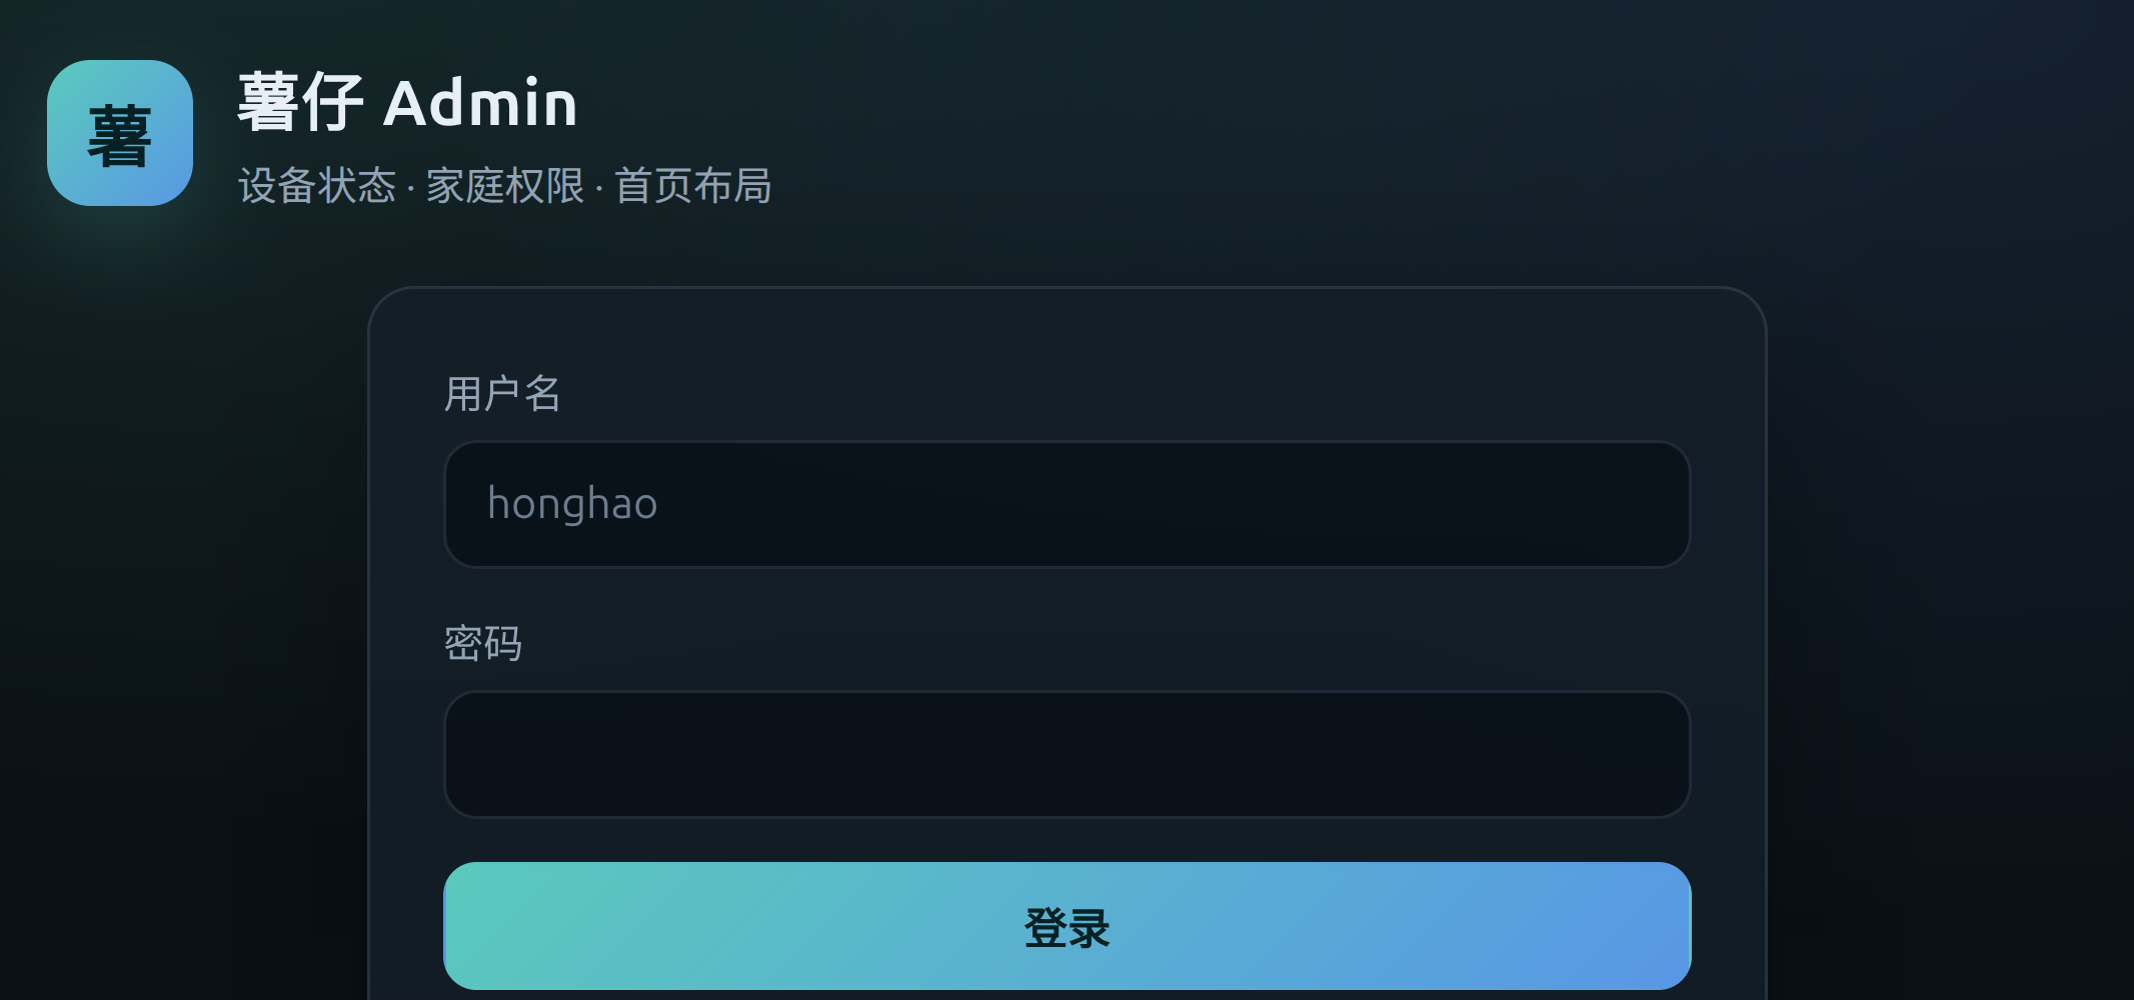 薯
薯仔 Admin
设备状态 · 家庭权限 · 首页布局
用户名
honghao
密码
登录